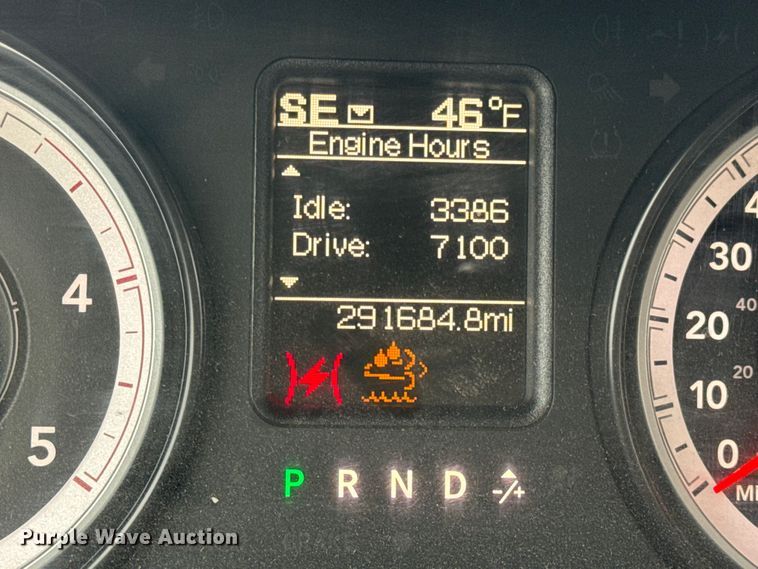 SE 46°F
Engine Hours
Idle: 3386
Drive: 7100
291684.8mi
4
5
30
20
10
0
40
20
P R N D -/+
Purple Wave Auction